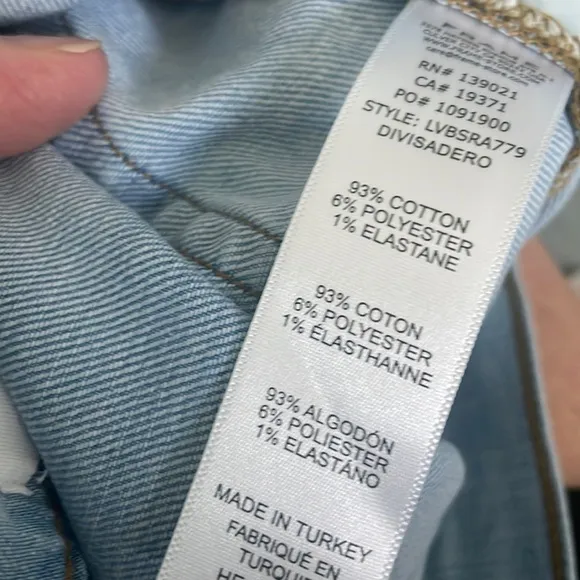 FRAME
RN# 139021
CA# 19371
PO# 1091900
STYLE: LVBSRA779
DIVISADERO
93% COTTON
6% POLYESTER
1% ELASTANE
93% COTON
6% POLYESTER
1% ÉLASTHANNE
93% ALGODÓN
6% POLIESTER
1% ELASTANO
MADE IN TURKEY
FABRIQUÉ EN